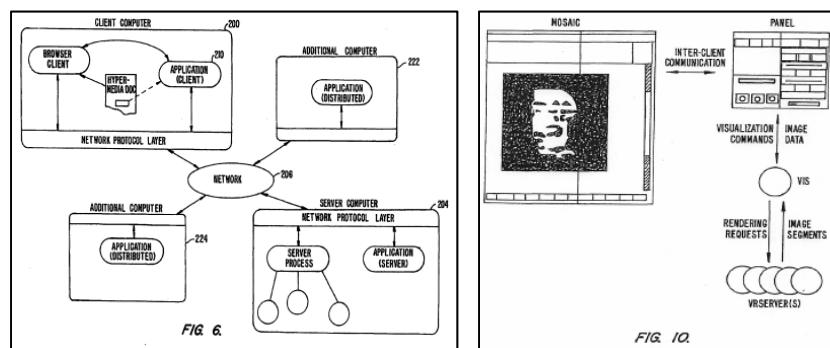 CLIENT COMPUTER
200
BROWSER
CLIENT
210
APPLICATION
(CLIENT)
HYPER-
MEDIA DOC
NETWORK PROTOCOL LAYER
ADDITIONAL COMPUTER
222
APPLICATION
(DISTRIBUTED)
NETWORK
206
ADDITIONAL COMPUTER
224
APPLICATION
(DISTRIBUTED)
SERVER COMPUTER
204
NETWORK PROTOCOL LAYER
SERVER
PROCESS
APPLICATION
(SERVER)
FIG. 6.
MOSAIC
PANEL
INTER-CLIENT
COMMUNICATION
VISUALIZATION
COMMANDS
IMAGE
DATA
VIS
RENDERING
REQUESTS
IMAGE
SEGMENTS
VRSERVER(S)
FIG. 10.